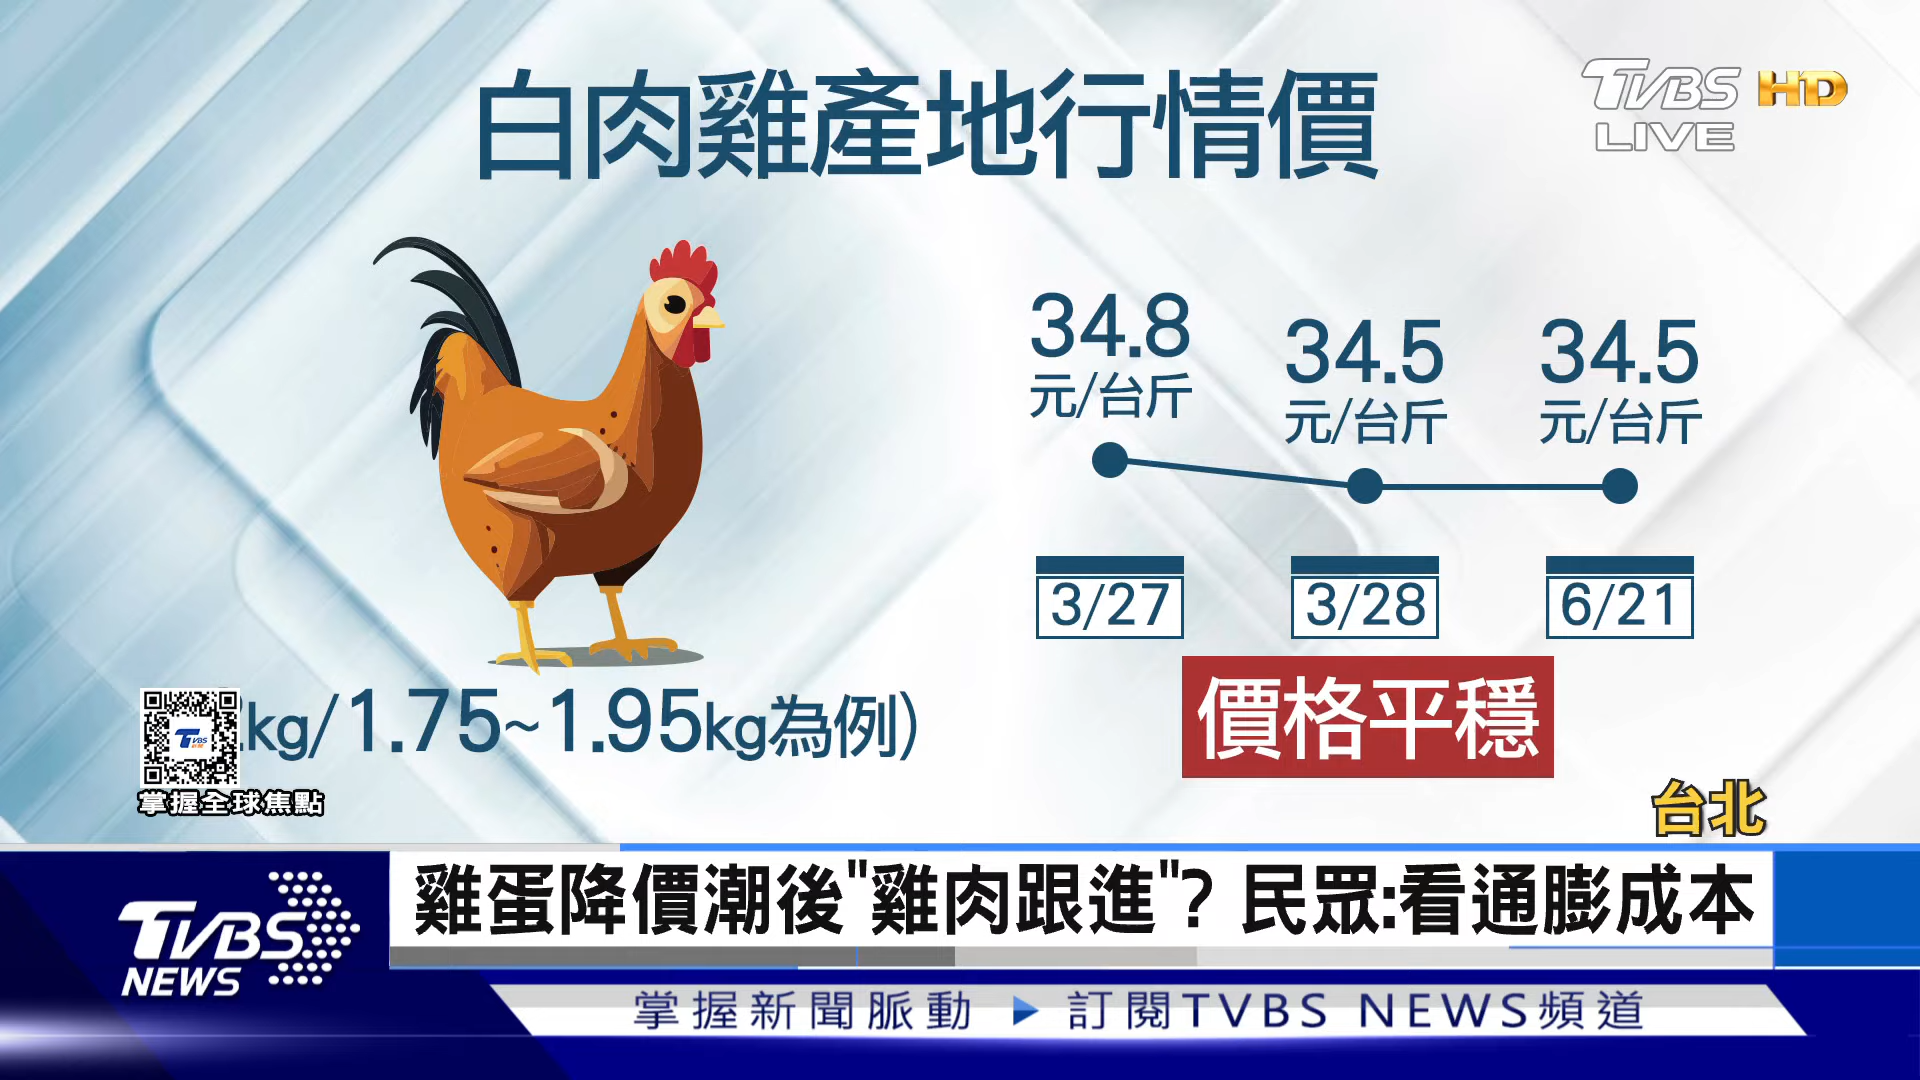 白肉雞產地行情價
TVBS HD
LIVE
34.8
元/台斤
34.5
元/台斤
34.5
元/台斤
3/27
3/28
6/21
kg/1.75~1.95kg為例)
價格平穩
TVBS
掌握全球焦點
台北
雞蛋降價潮後"雞肉跟進"? 民眾:看通膨成本
TVBS
NEWS
掌握新聞脈動 ▶ 訂閱TVBS NEWS頻道